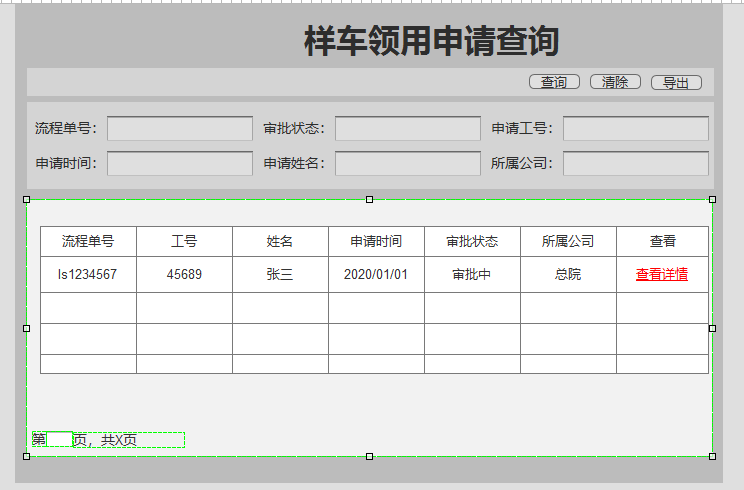 样车领用申请查询
查询 清除 导出
流程单号： 审批状态： 申请工号：
申请时间： 申请姓名： 所属公司：
流程单号 工号 姓名 申请时间 审批状态 所属公司 查看
ls1234567 45689 张三 2020/01/01 审批中 总院 查看详情
第 页，共X页